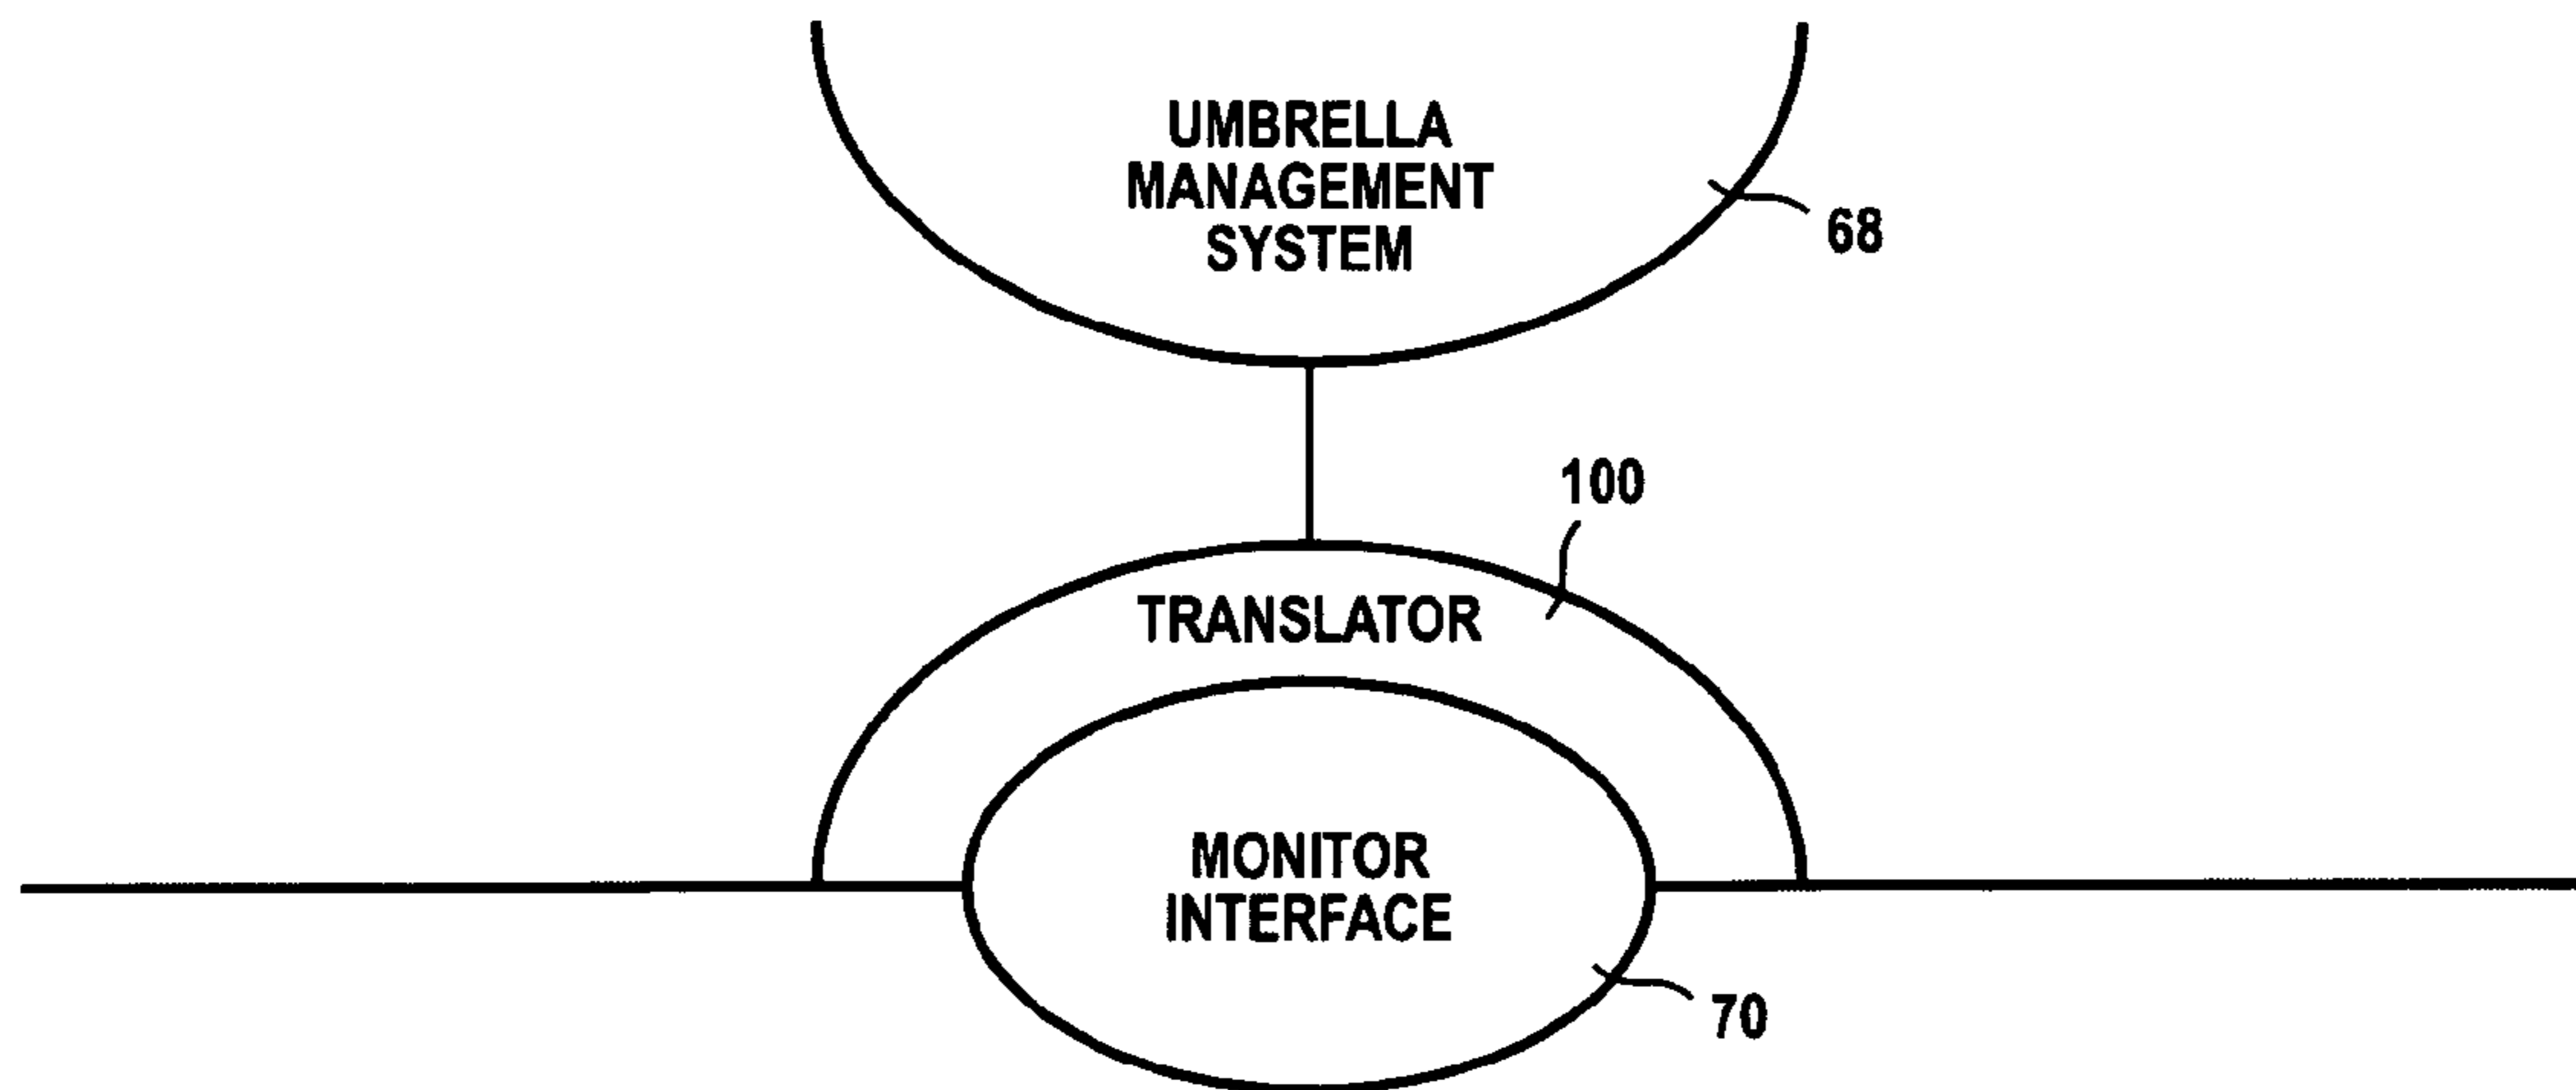 UMBRELLA
MANAGEMENT
SYSTEM
68
100
TRANSLATOR
MONITOR
INTERFACE
70